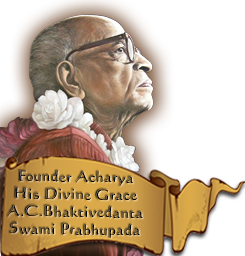 Founder Acharya
His Divine Grace
A.C.Bhaktivedanta
Swami Prabhupada